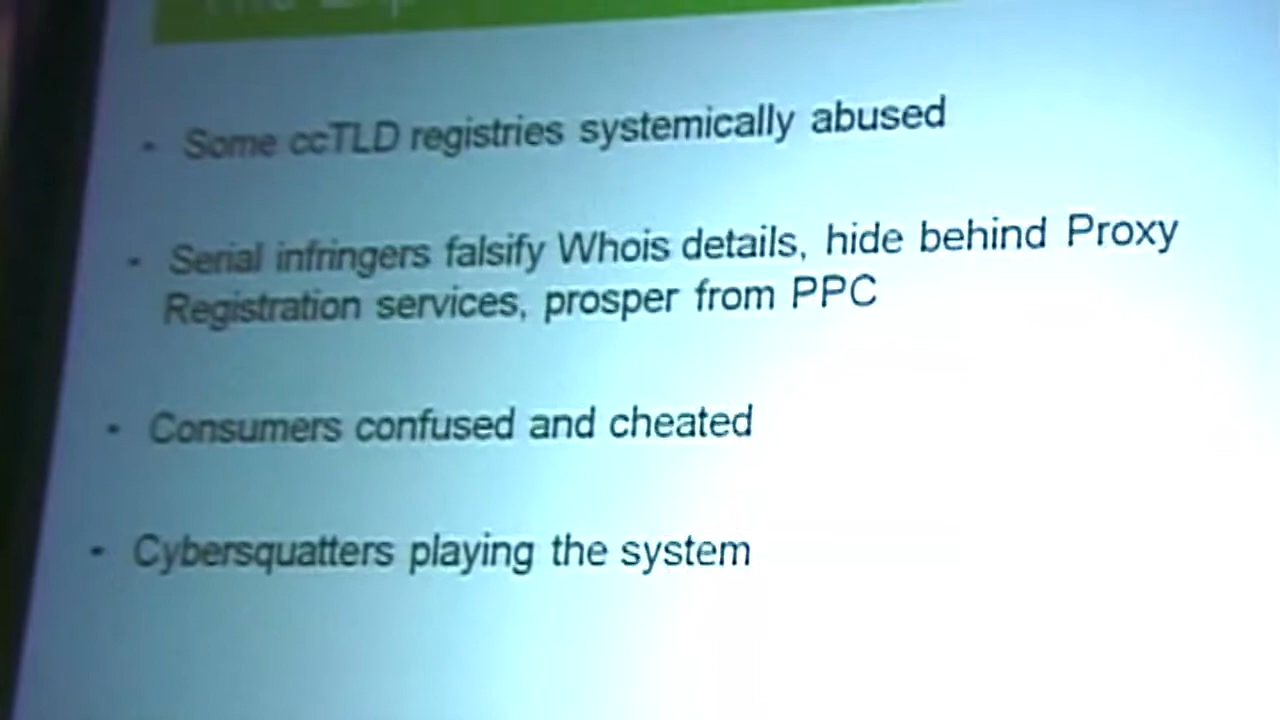 - Some ccTLD registries systemically abused
- Serial infringers falsify Whois details, hide behind Proxy
Registration services, prosper from PPC
- Consumers confused and cheated
- Cybersquatters playing the system